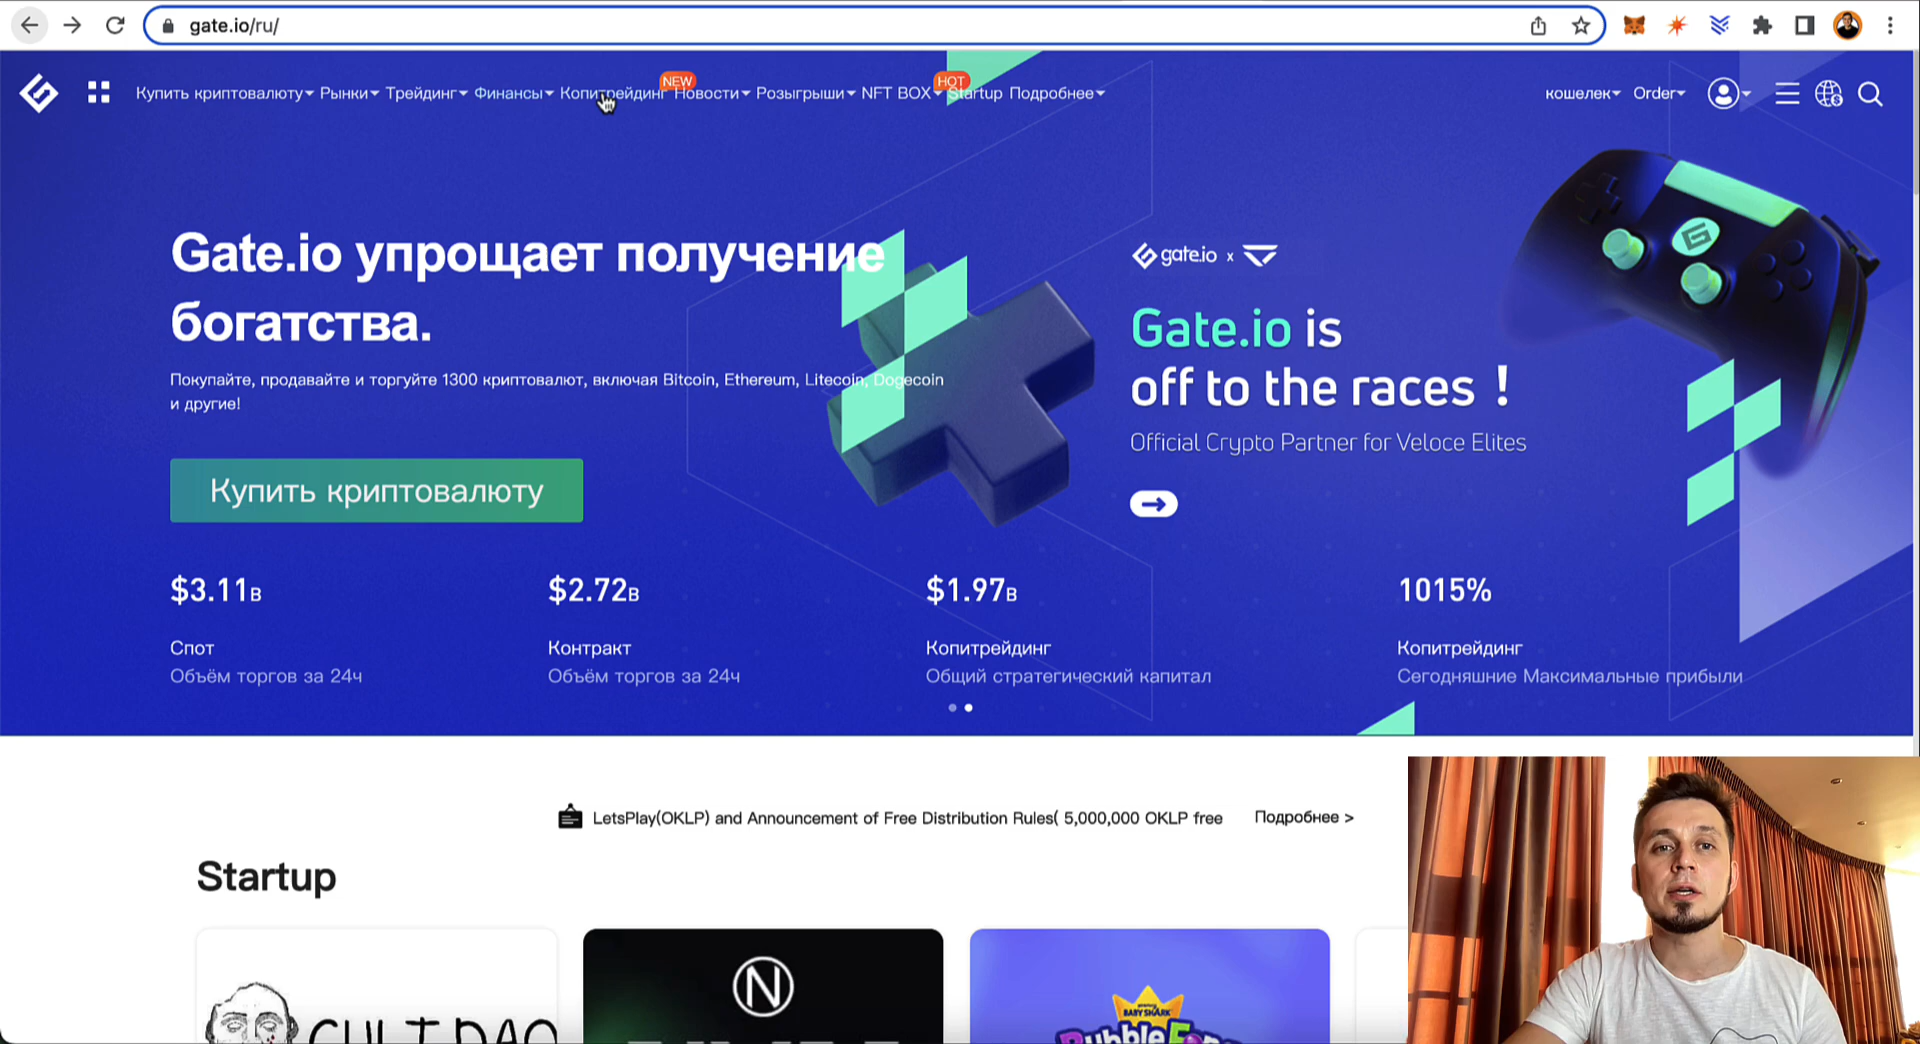 gate.io/ru/
NEW
HOT
Купить криптовалюту Рынки Трейдинг Финансы Копитрейдинг Новости Розыгрыши NFT BOX Startup Подробнее
кошелек Order
Gate.io упрощает получение
богатства.
Покупайте, продавайте и торгуйте 1300 криптовалют, включая Bitcoin, Ethereum, Litecoin, Dogecoin
и другие!
Купить криптовалюту
gate.io x
Gate.io is
off to the races !
Official Crypto Partner for Veloce Elites
$3.11B
Спот
Объём торгов за 24ч
$2.72B
Контракт
Объём торгов за 24ч
$1.97B
Копитрейдинг
Общий стратегический капитал
1015%
Копитрейдинг
Сегодняшние Максимальные прибыли
LetsPlay(OKLP) and Announcement of Free Distribution Rules( 5,000,000 OKLP free
Подробнее >
Startup
CULT DAO
N
BABY SHARK